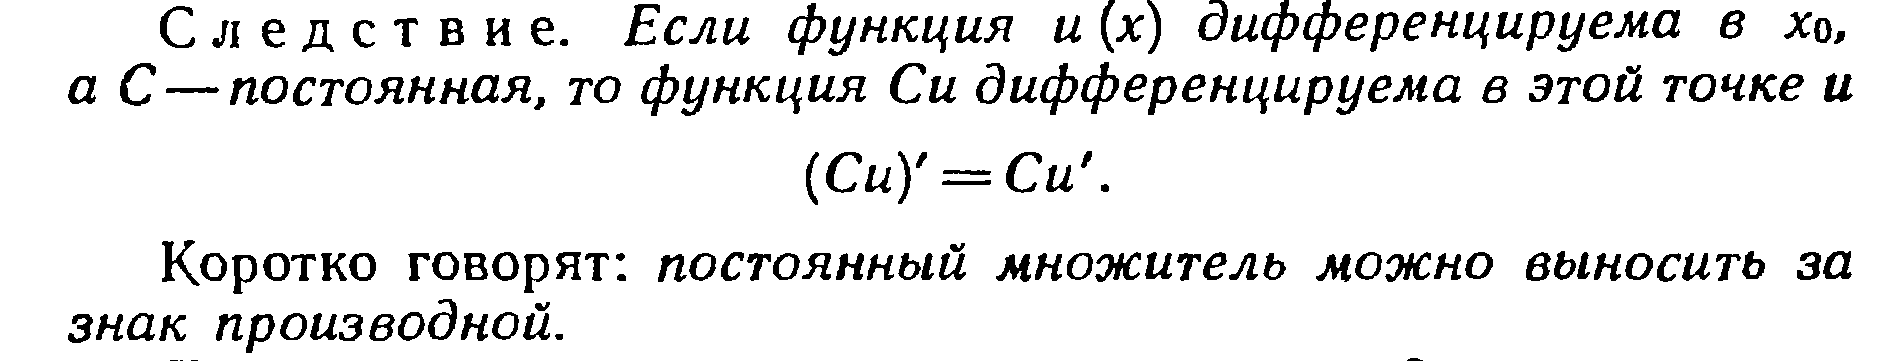 Следствие. Если функция u (x) дифференцируема в x₀,
а C — постоянная, то функция Cu дифференцируема в этой точке и
(Cu)′ = Cu′.
Коротко говорят: постоянный множитель можно выносить за
знак производной.